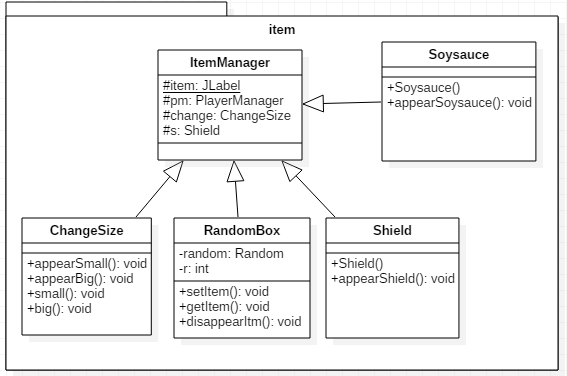 item
ItemManager
#item: JLabel
#pm: PlayerManager
#change: ChangeSize
#s: Shield
Soysauce
+Soysauce()
+appearSoysauce(): void
ChangeSize
+appearSmall(): void
+appearBig(): void
+small(): void
+big(): void
RandomBox
-random: Random
-r: int
+setItem(): void
+getItem(): void
+disappearItm(): void
Shield
+Shield()
+appearShield(): void